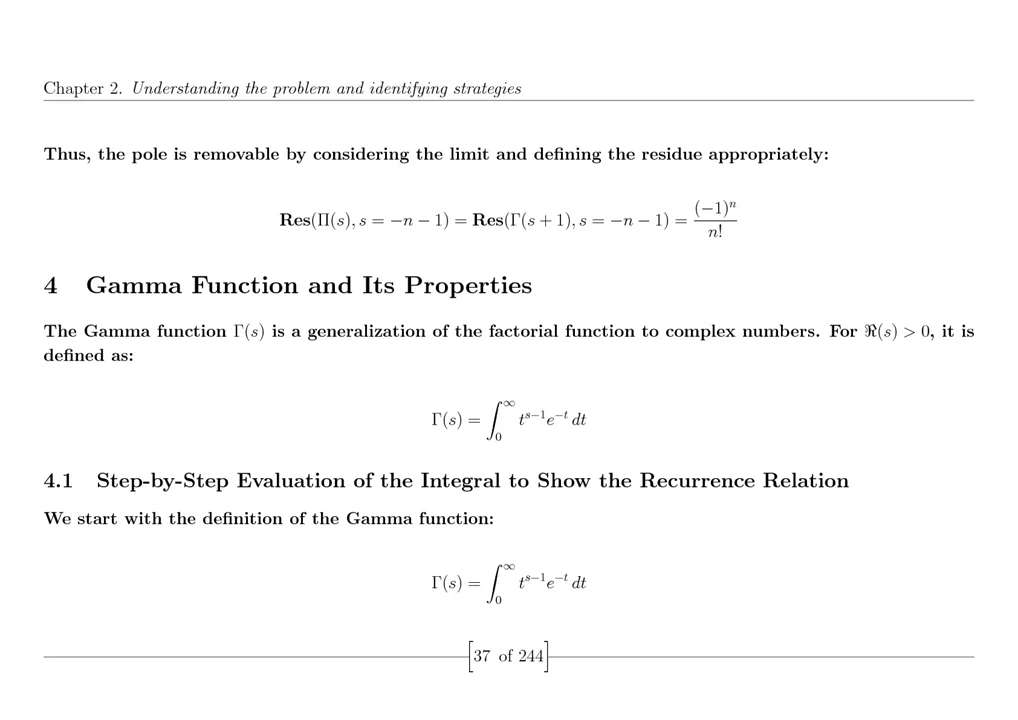 Chapter 2. Understanding the problem and identifying strategies
Thus, the pole is removable by considering the limit and defining the residue appropriately:
Res(Π(s), s = −n − 1) = Res(Γ(s + 1), s = −n − 1) = (−1)ⁿ / n!
4 Gamma Function and Its Properties
The Gamma function Γ(s) is a generalization of the factorial function to complex numbers. For ℜ(s) > 0, it is
defined as:
Γ(s) = ∫₀^∞ t^{s−1} e^{−t} dt
4.1 Step-by-Step Evaluation of the Integral to Show the Recurrence Relation
We start with the definition of the Gamma function:
Γ(s) = ∫₀^∞ t^{s−1} e^{−t} dt
[37 of 244]